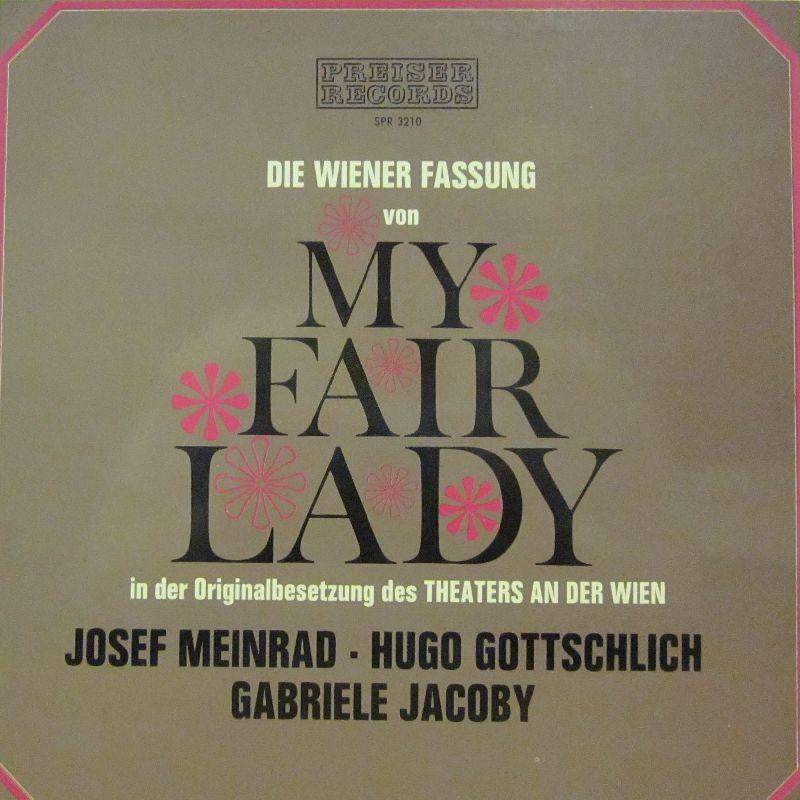 PREISER
RECORDS
SPR 3210
DIE WIENER FASSUNG
von
MY
FAIR
LADY
in der Originalbesetzung des THEATERS AN DER WIEN
JOSEF MEINRAD · HUGO GOTTSCHLICH
GABRIELE JACOBY